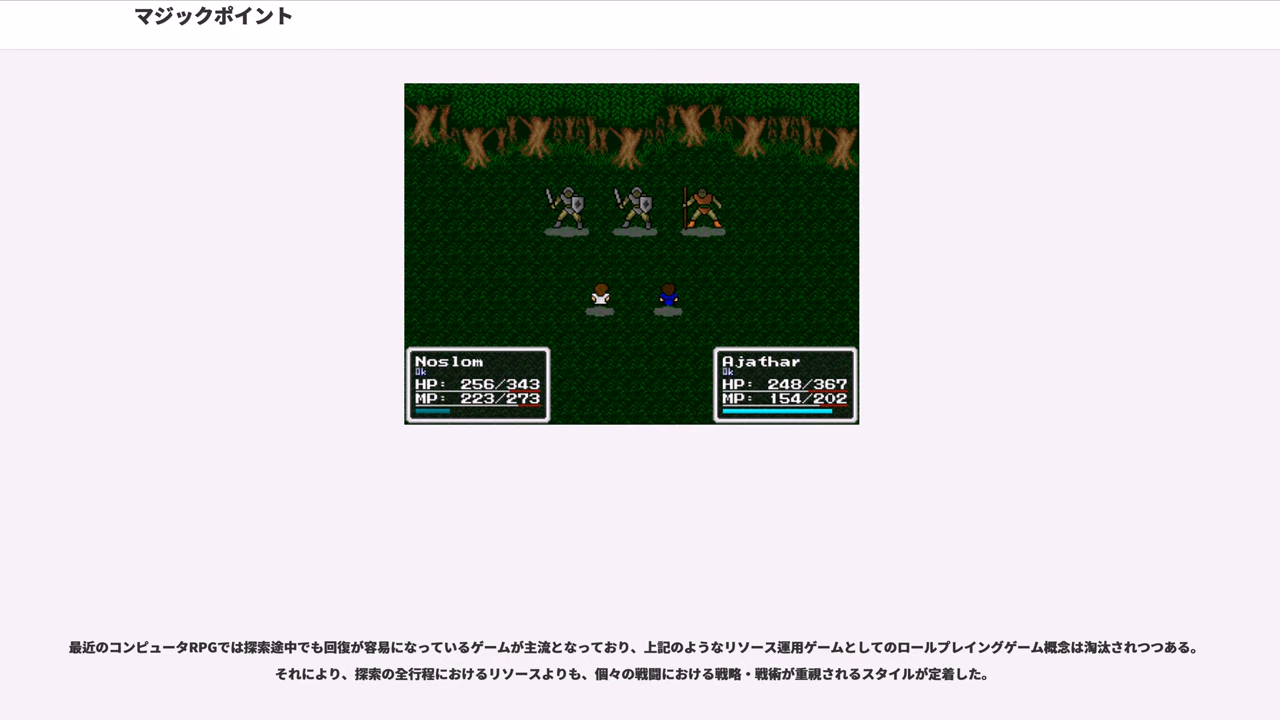 マジックポイント
Noslom
Ok
HP: 256/343
MP: 223/273
Ajathar
Ok
HP: 248/367
MP: 154/202
最近のコンピュータRPGでは探索途中でも回復が容易になっているゲームが主流となっており、上記のようなリソース運用ゲームとしてのロールプレイングゲーム概念は淘汰されつつある。
それにより、探索の全行程におけるリソースよりも、個々の戦闘における戦略・戦術が重視されるスタイルが定着した。